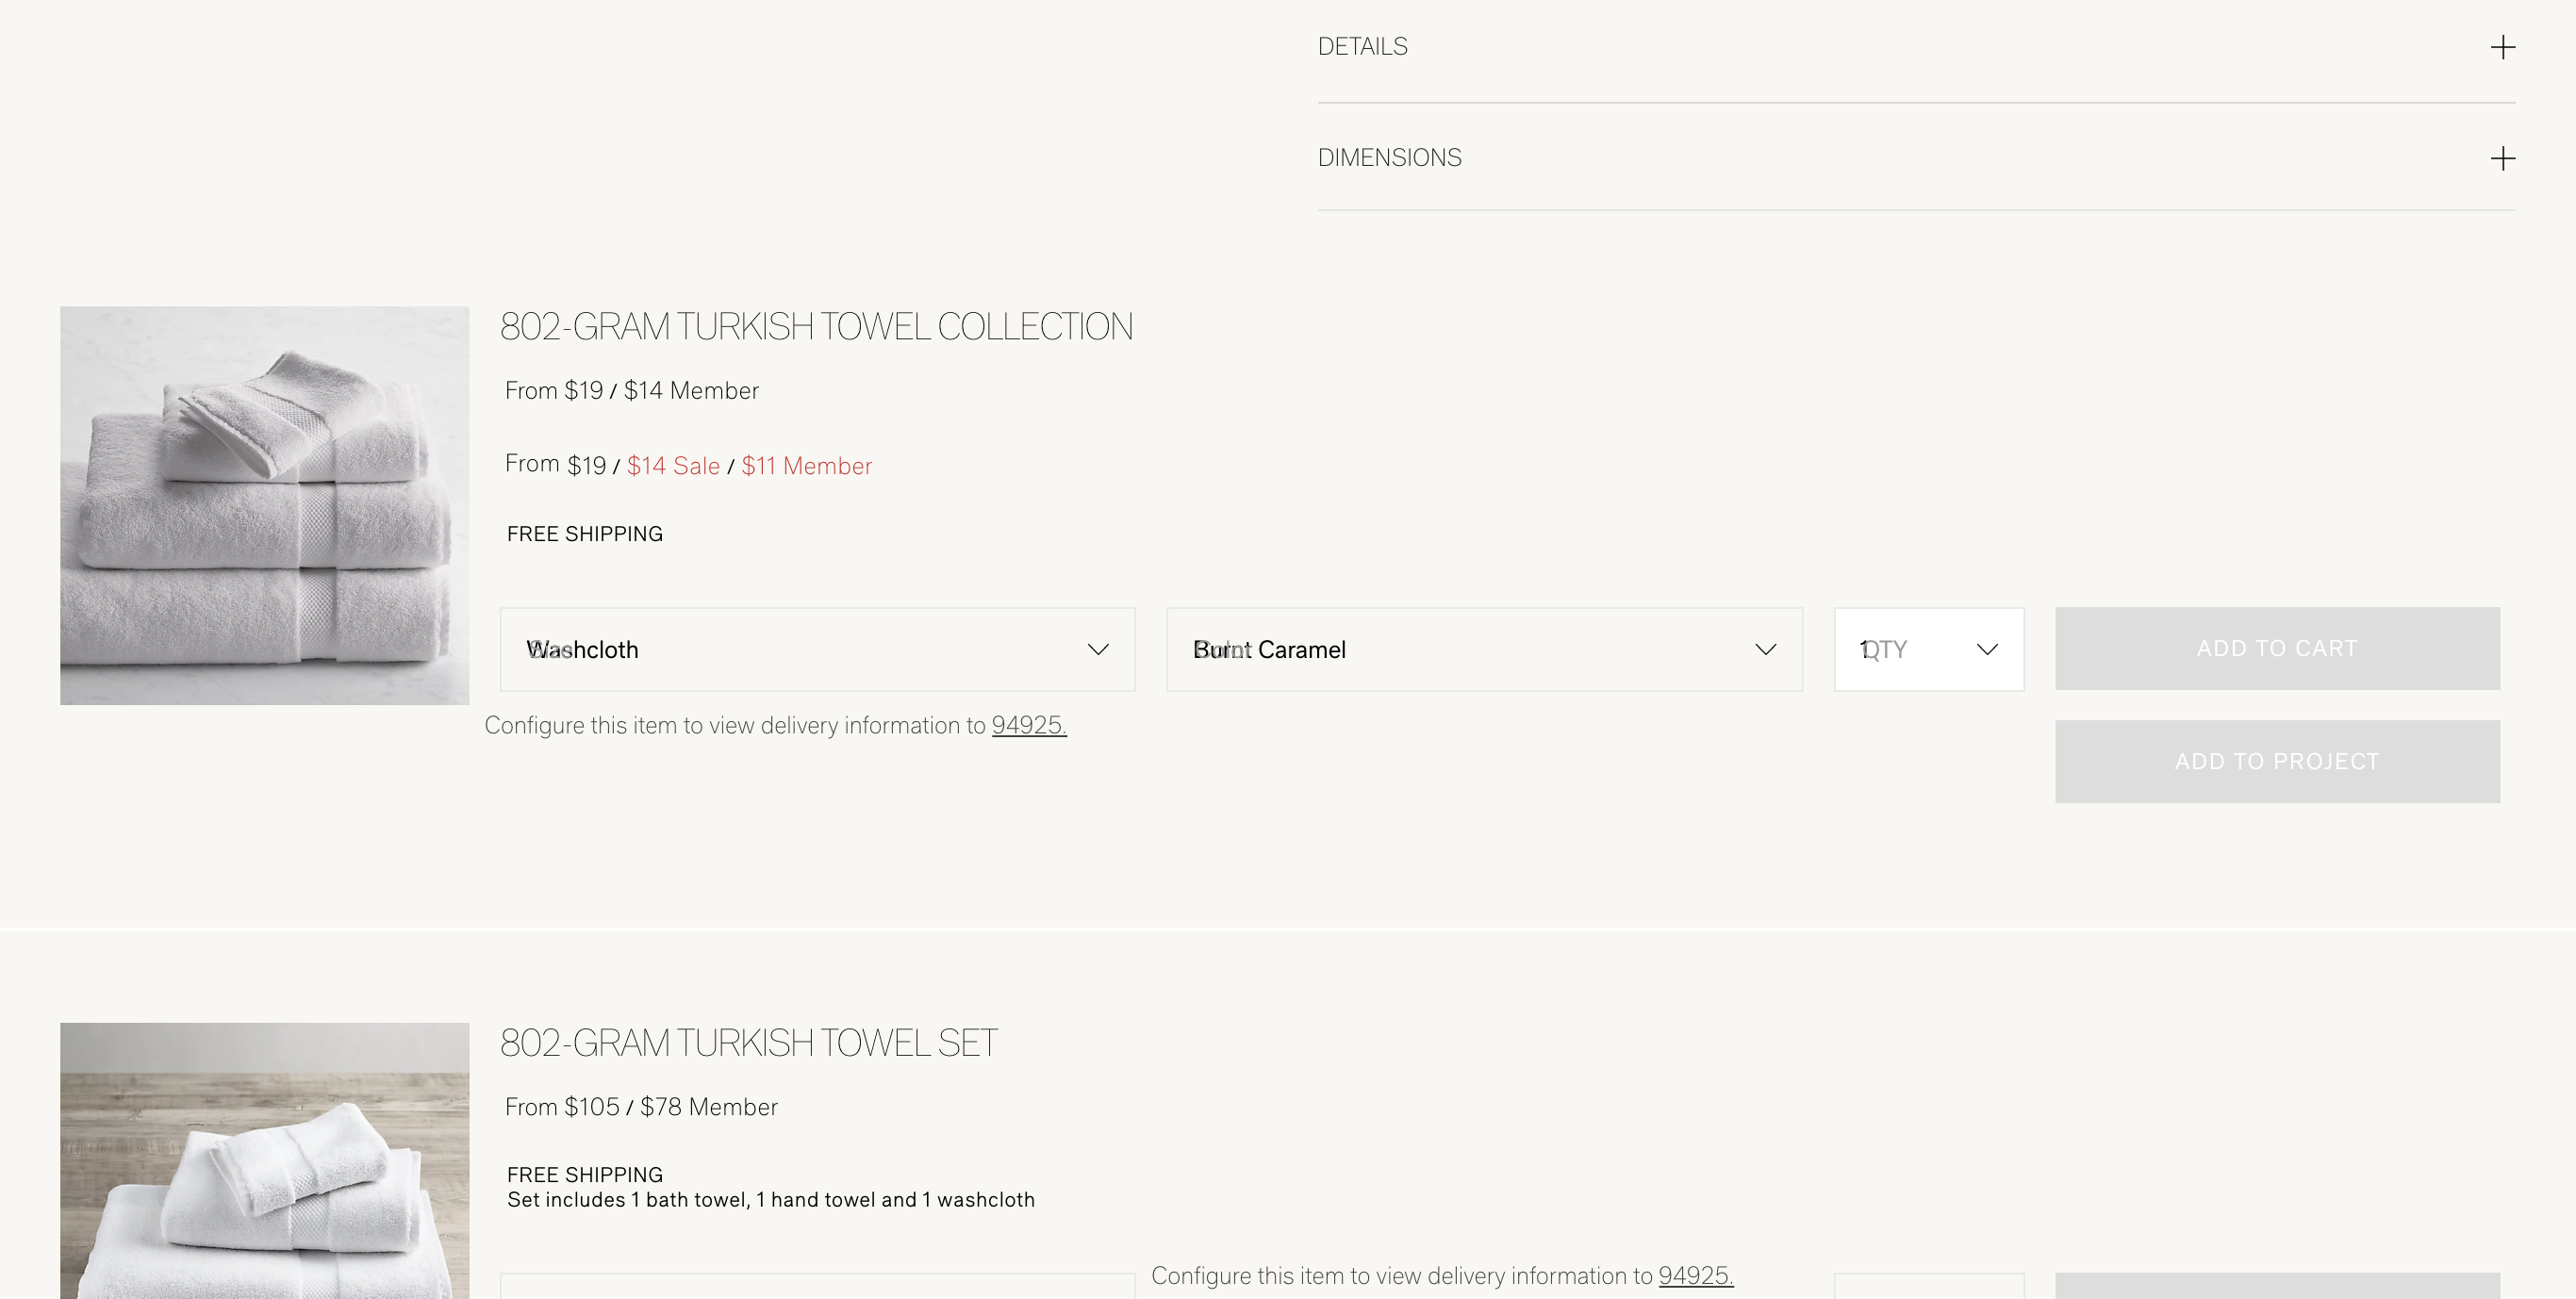 DETAILS
DIMENSIONS
802-GRAM TURKISH TOWEL COLLECTION
From $19 / $14 Member
From $19 / $14 Sale / $11 Member
FREE SHIPPING
Washcloth
Burnt Caramel
1 QTY
ADD TO CART
Configure this item to view delivery information to 94925.
ADD TO PROJECT
802-GRAM TURKISH TOWEL SET
From $105 / $78 Member
FREE SHIPPING
Set includes 1 bath towel, 1 hand towel and 1 washcloth
Configure this item to view delivery information to 94925.